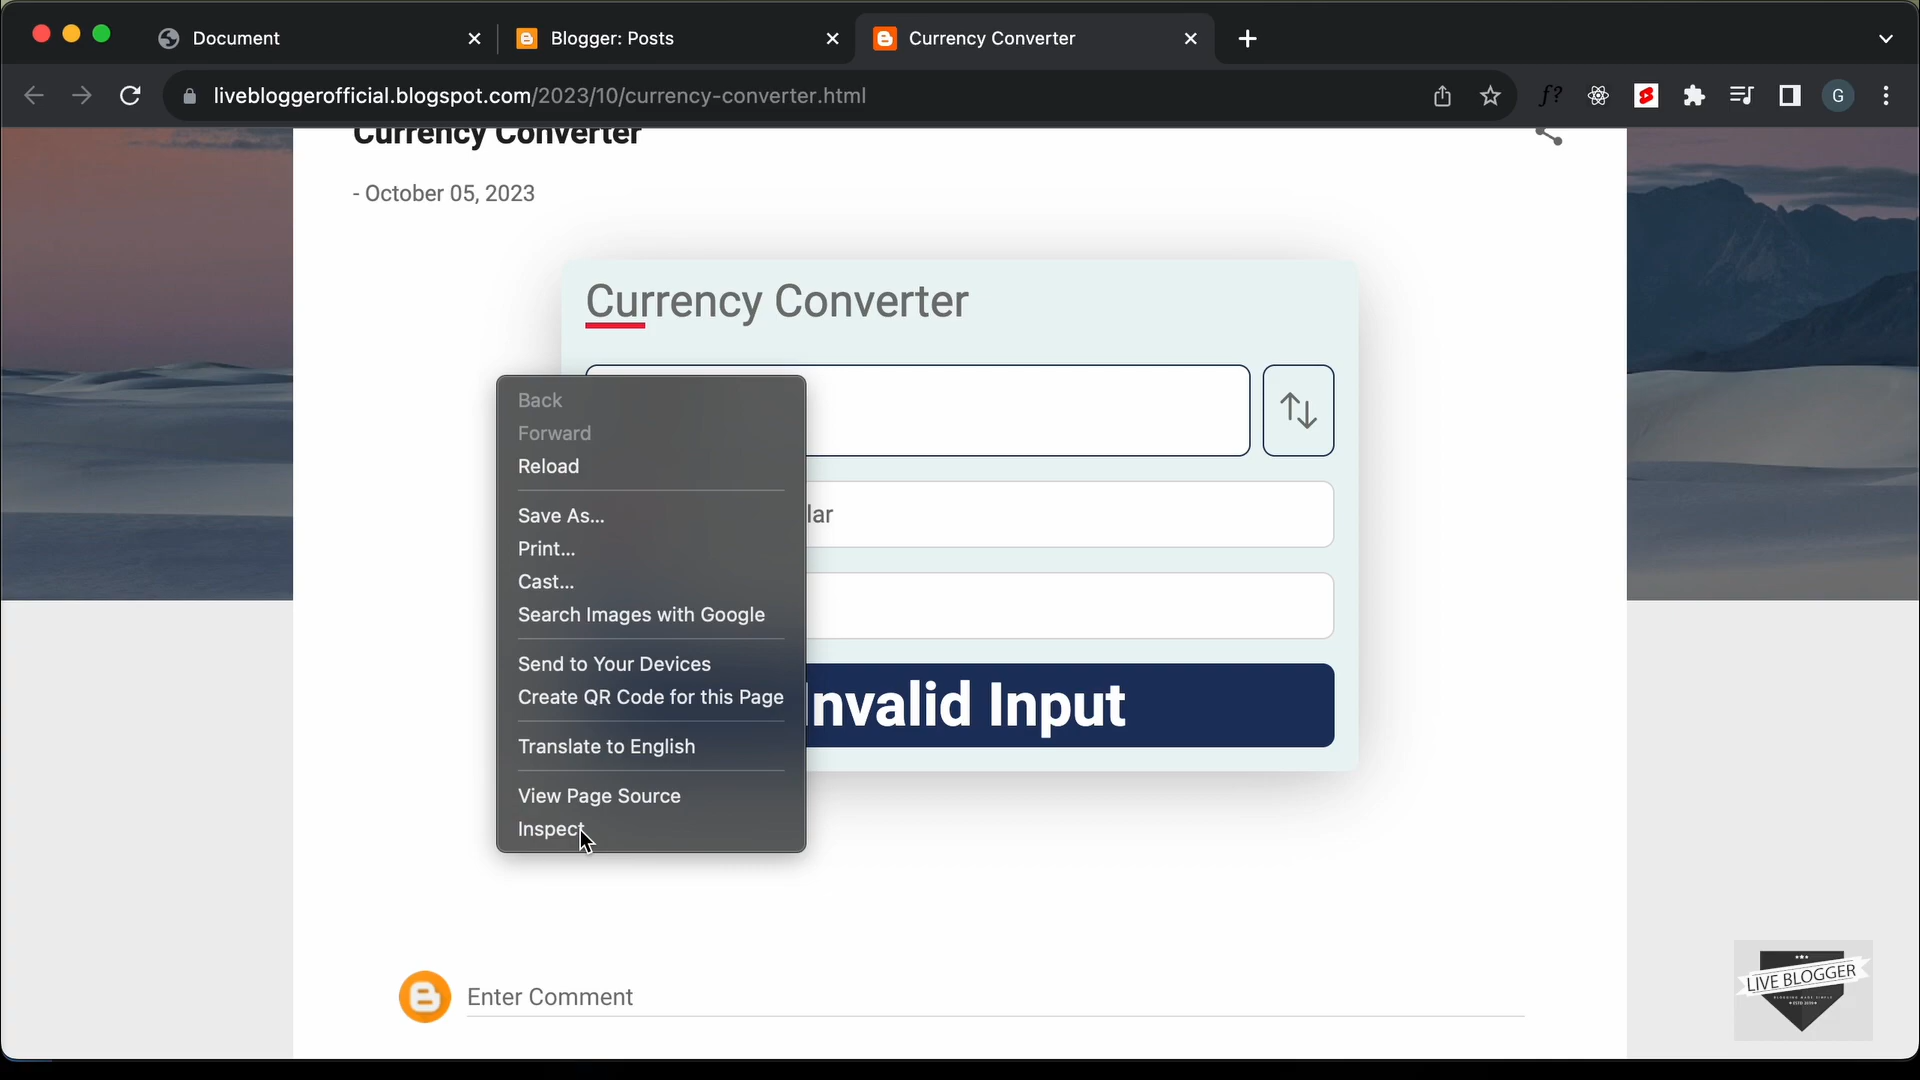 Document
Blogger: Posts
Currency Converter
livebloggerofficial.blogspot.com/2023/10/currency-converter.html
f?
G
Currency Converter
- October 05, 2023
Currency Converter
Back
Forward
Reload
Save As...
lar
Print...
Cast...
Search Images with Google
Send to Your Devices
Create QR Code for this Page
Invalid Input
Translate to English
View Page Source
Inspect
Enter Comment
LIVE BLOGGER